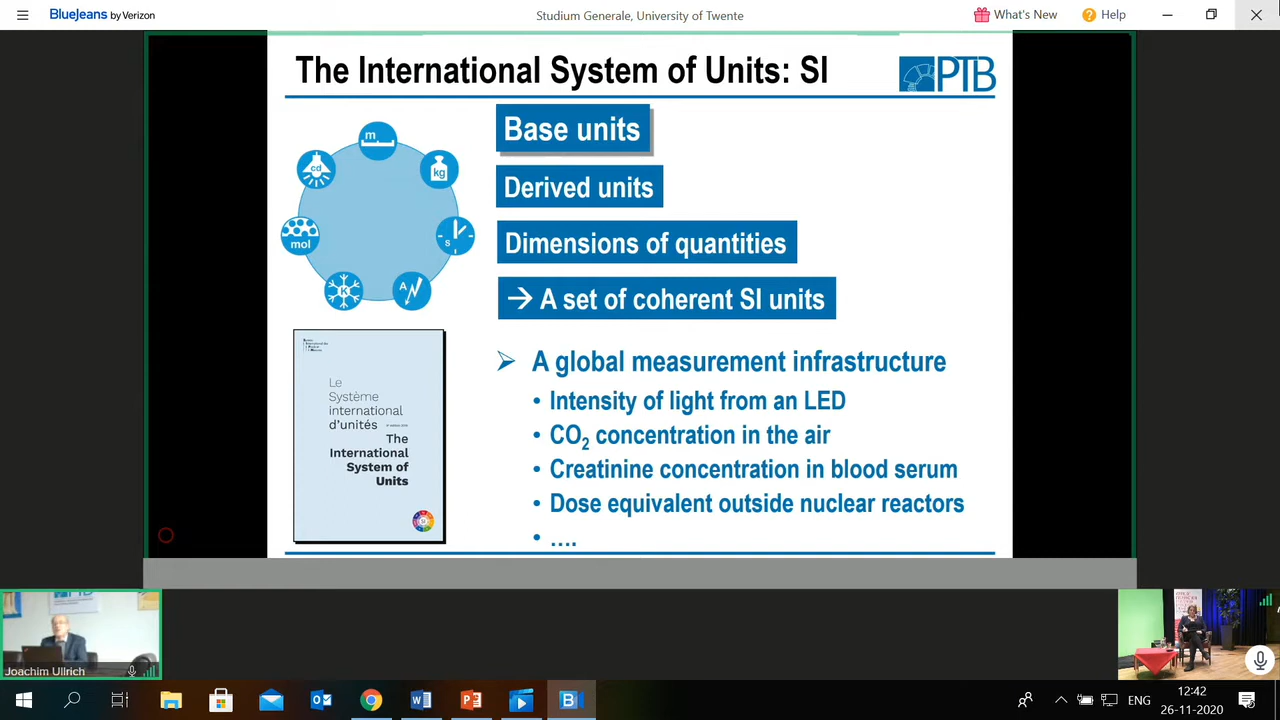 BlueJeans by Verizon
Studium Generale, University of Twente
What's New
Help
The International System of Units: SI
PTB
m
kg
s
A
K
mol
cd
Base units
Derived units
Dimensions of quantities
→ A set of coherent SI units
Le
Système
international
d'unités
The
International
System of
Units
➢ A global measurement infrastructure
• Intensity of light from an LED
• CO₂ concentration in the air
• Creatinine concentration in blood serum
• Dose equivalent outside nuclear reactors
• ....
Joachim Ullrich
ENG
12:42
26-11-2020